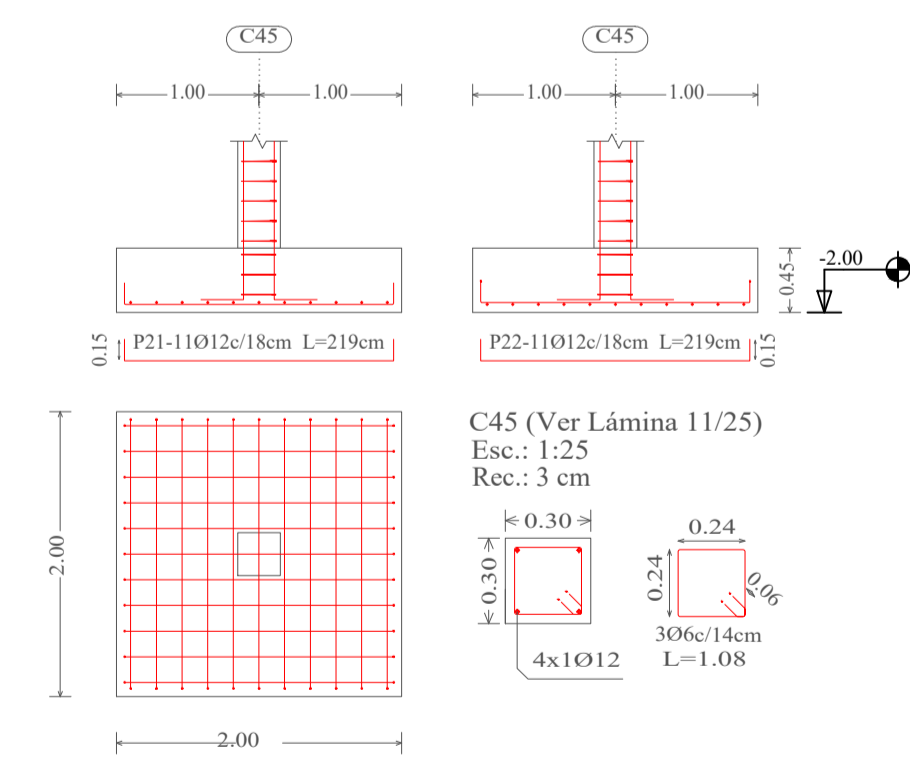 C45
C45
1.00
1.00
1.00
1.00
0.45
-2.00
0.15
P21-11Ø12c/18cm L=219cm
P22-11Ø12c/18cm L=219cm
0.15
2.00
2.00
C45 (Ver Lámina 11/25)
Esc.: 1:25
Rec.: 3 cm
0.30
0.30
4x1Ø12
0.24
0.24
0.06
3Ø6c/14cm
L=1.08